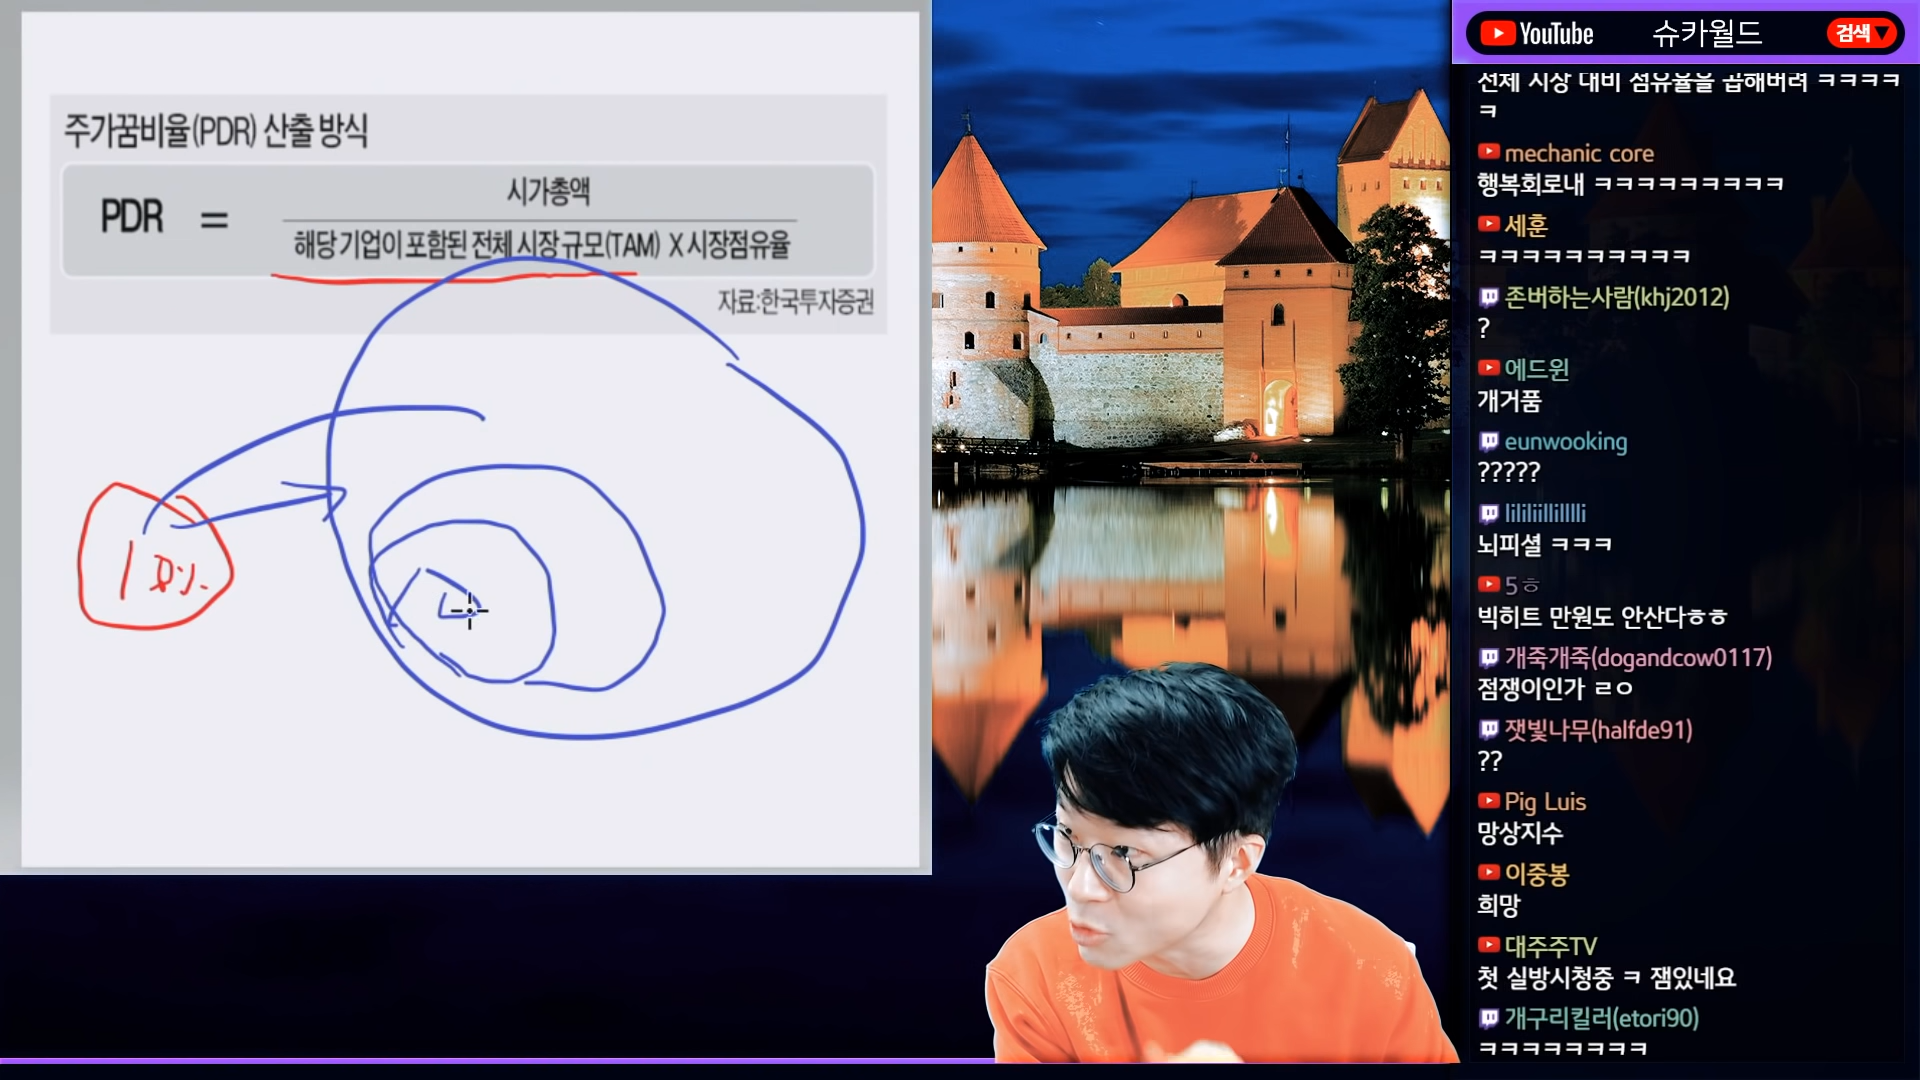 주가꿈비율(PDR) 산출 방식
PDR =
시가총액
해당 기업이 포함된 전체 시장 규모(TAM) X 시장점유율
자료:한국투자증권
YouTube 슈카월드 검색▼
전체 시장 대비 점유율을 곱해버려 ㅋㅋㅋㅋ
ㅋ
mechanic core
행복회로내 ㅋㅋㅋㅋㅋㅋㅋㅋㅋ
세훈
ㅋㅋㅋㅋㅋㅋㅋㅋㅋㅋ
존버하는사람(khj2012)
?
에드윈
개거품
eunwooking
?????
뇌피셜 ㅋㅋㅋ
5ㅎ
빅히트 만원도 안산다ㅎㅎ
개죽개죽(dogandcow0117)
점쟁이인가 ㄹㅇ
잿빛나무(halfde91)
??
Pig Luis
망상지수
이중봉
희망
대주주TV
첫 실방시청중 ㅋ 잼있네요
개구리킬러(etori90)
ㅋㅋㅋㅋㅋㅋㅋㅋ